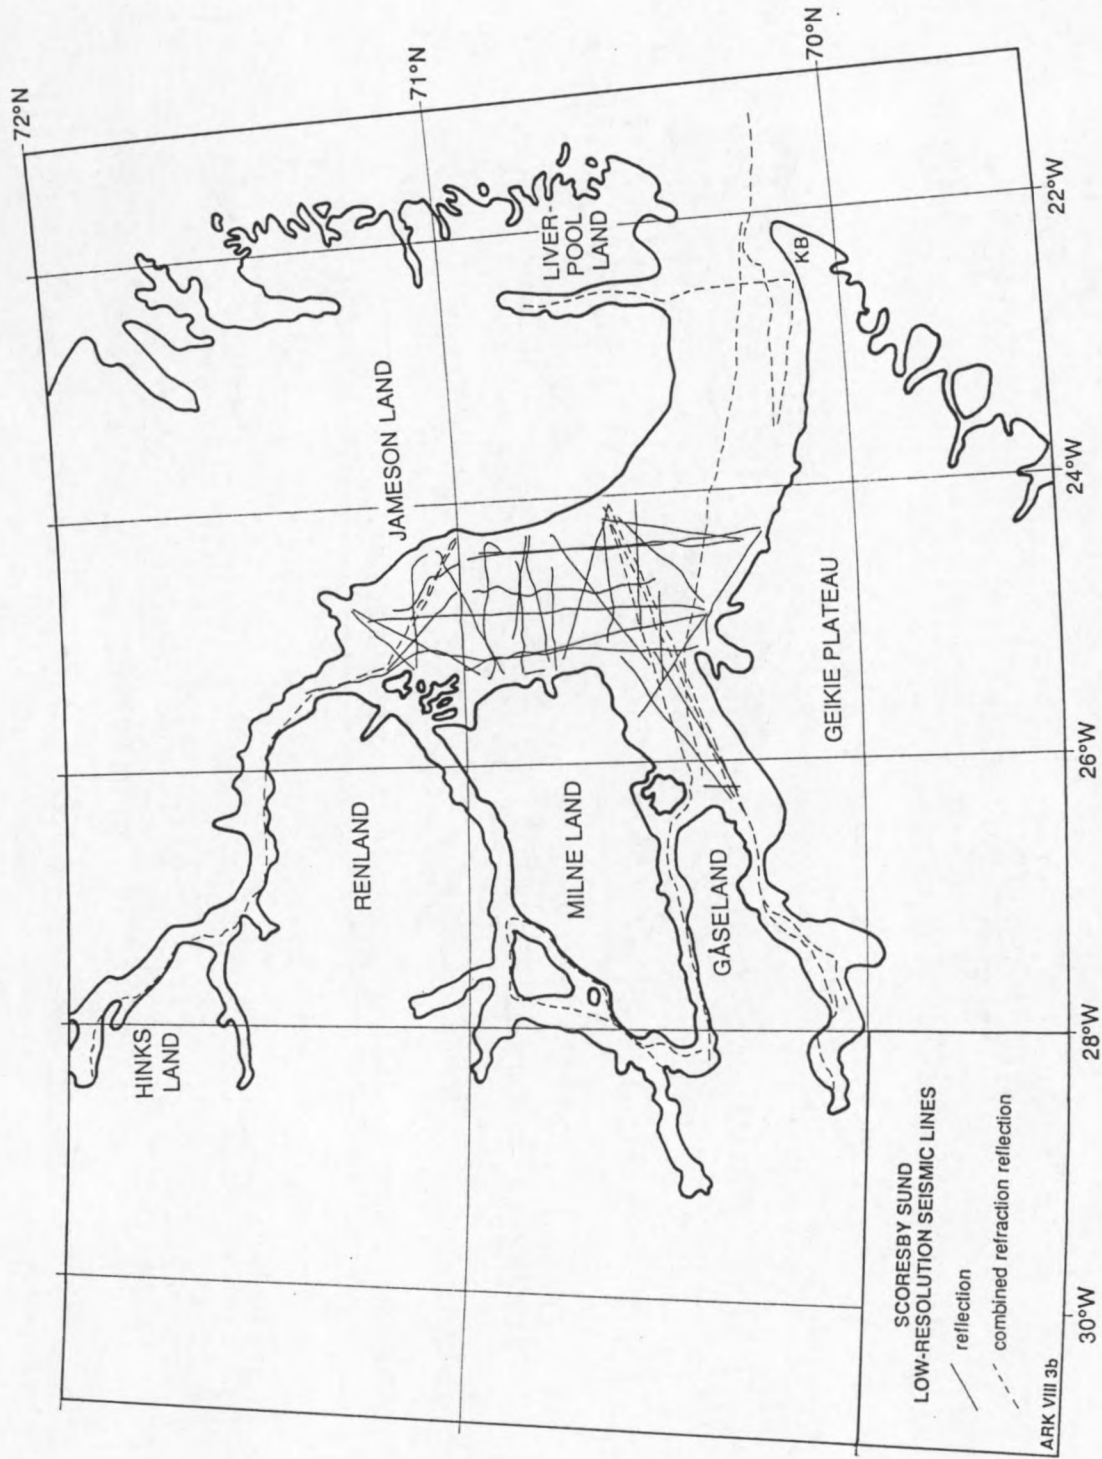 72°N
71°N
70°N
22°W
24°W
26°W
28°W
30°W
HINKS
LAND
RENLAND
MILNE LAND
GÅSELAND
JAMESON LAND
LIVER-
POOL
LAND
GEIKIE PLATEAU
KB
SCORESBY SUND
LOW-RESOLUTION SEISMIC LINES
reflection
combined refraction reflection
ARK VIII 3b